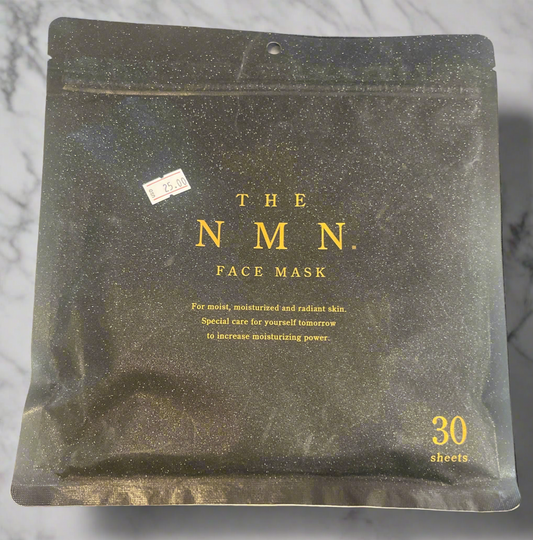 25.00
THE
NMN.
FACE MASK
For moist, moisturized and radiant skin.
Special care for yourself tomorrow
to increase moisturizing power.
30
sheets